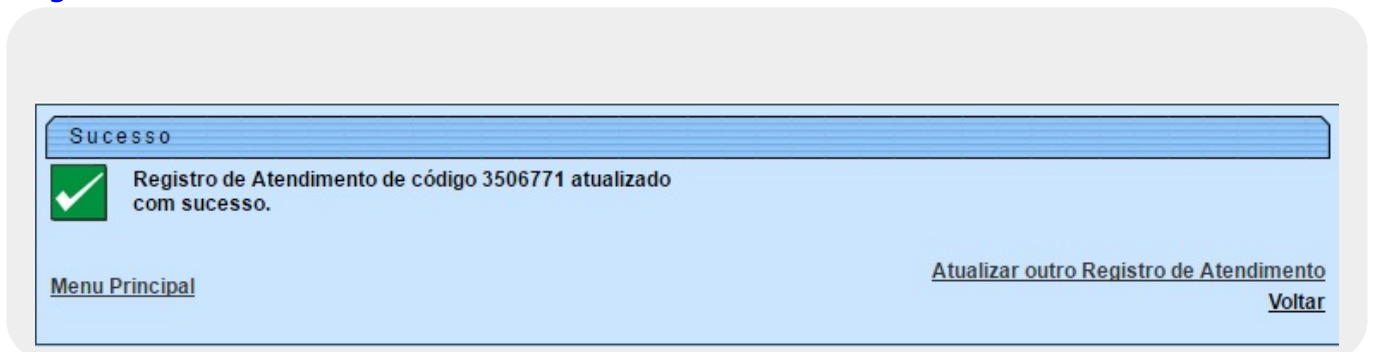 Sucesso
Registro de Atendimento de código 3506771 atualizado
com sucesso.
Menu Principal
Atualizar outro Registro de Atendimento
Voltar